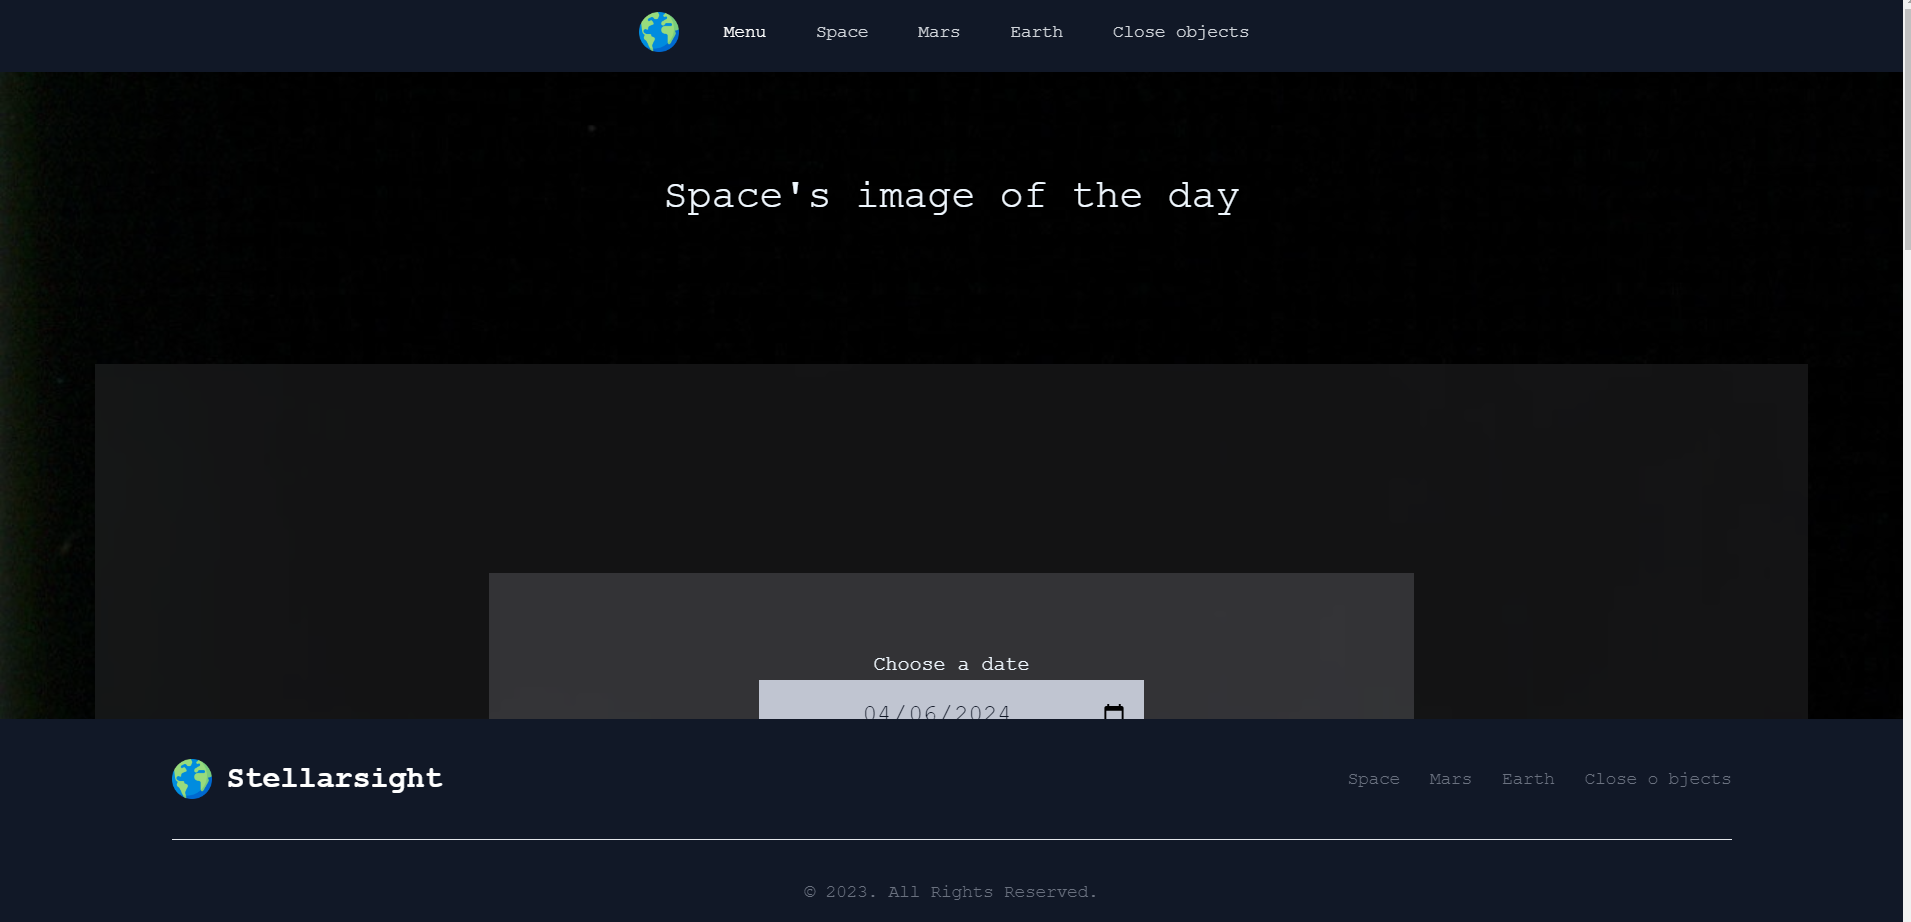 Menu Space Mars Earth Close objects
Space's image of the day
Choose a date
04/06/2024
Stellarsight
Space Mars Earth Close o bjects
© 2023. All Rights Reserved.